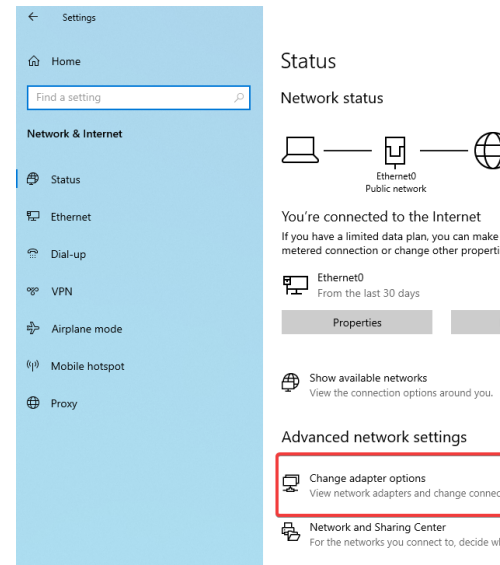 Settings
Home
Find a setting
Network & Internet
Status
Ethernet
Dial-up
VPN
Airplane mode
Mobile hotspot
Proxy
Status
Network status
Ethernet0
Public network
You're connected to the Internet
If you have a limited data plan, you can make
metered connection or change other properti
Ethernet0
From the last 30 days
Properties
Show available networks
View the connection options around you.
Advanced network settings
Change adapter options
View network adapters and change connec
Network and Sharing Center
For the networks you connect to, decide wh